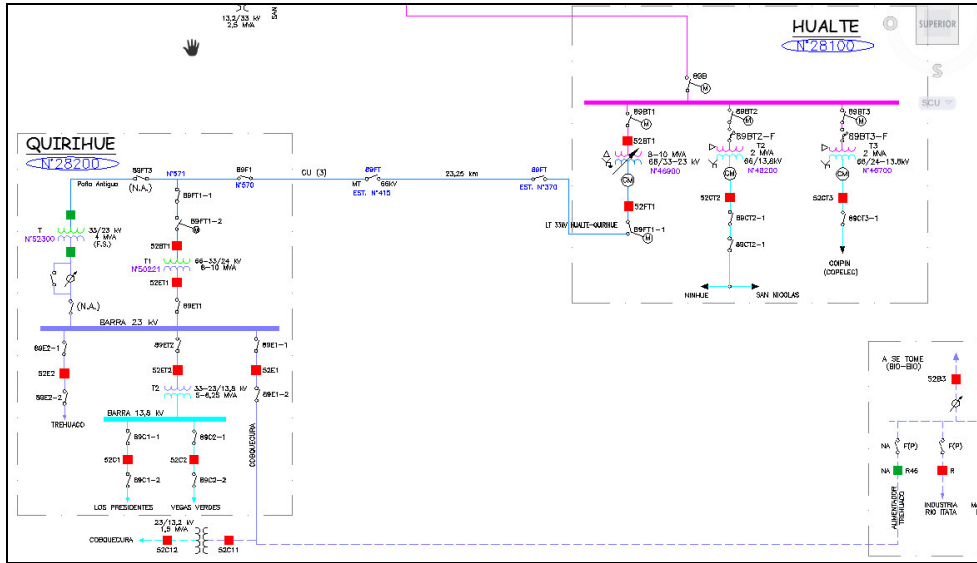 13,2/33 kV
2,5 MVA
SAN
HUALTE
N°28100
SUPERIOR
S
SCU
89B
M
89BT1
M
52BT1
8-10 MVA
66/33-23 kV
N°46900
CM
52FT1
LT 33kV HUALTE-QUIRIHUE
89FT1-1
M
89BT2
M
89BT2-F
T2
2 MVA
66/13,8kV
N°48200
CM
52CT2
89CT2-1
89CT2-1
NINHUE
SAN NICOLAS
89BT3
M
89BT3-F
T3
2 MVA
66/24-13,8kV
N°46700
CM
52CT3
89CT3-1
COIPIN
(COPELEC)
QUIRIHUE
N°28200
89FT3
Paño Antiguo
(N.A.)
N°571
89F1
N°570
CU (3)
89FT
MT
66kV
EST. N°415
23,25 km
89FT
EST. N°370
T
N°52300
33/23 kV
4 MVA
(F.S.)
(N.A.)
89FT1-1
89FT1-2
M
52BT1
T1
N°50221
66-33/24 kV
8-10 MVA
52ET1
89ET1
BARRA 23 kV
89E2-1
52E2
89E2-2
TREHUACO
89ET2
52ET2
T2
33-23/13,8 kV
5-6,25 MVA
89E1-1
52E1
89E1-2
COBQUECURA
BARRA 13,8 kV
89C1-1
52C1
89C1-2
LOS PRESIDENTES
89C2-1
52C2
89C2-2
VEGAS VERDES
23/13,2 kV
1,5 MVA
COBQUECURA
52C12
52C11
A SE TOME
(BIO-BIO)
52B3
NA
F(P)
NA
R46
ALIMENTADOR
TREHUACO
F(P)
R
INDUSTRIA
RIO ITATA